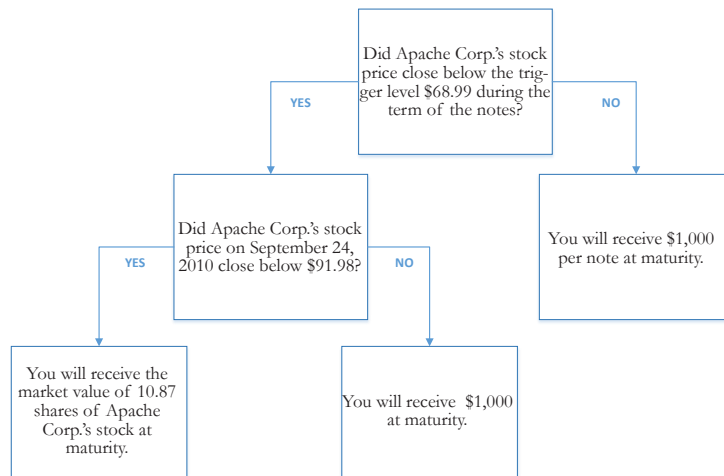 Did Apache Corp.'s stock
price close below the trig-
ger level $68.99 during the
term of the notes?
YES
NO
Did Apache Corp.'s stock
price on September 24,
2010 close below $91.98?
You will receive $1,000
per note at maturity.
YES
NO
You will receive the
market value of 10.87
shares of Apache
Corp.'s stock at
maturity.
You will receive $1,000
at maturity.